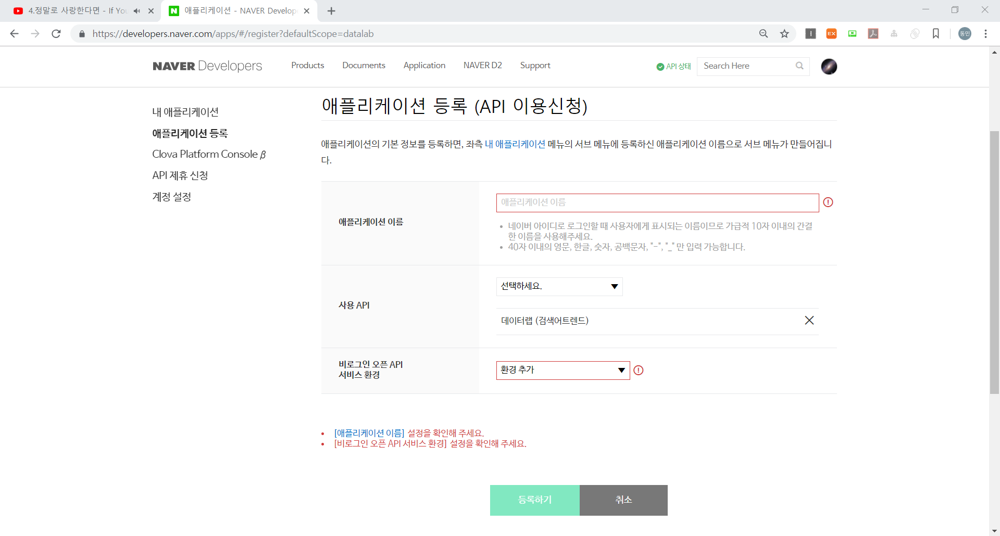 4.정말로 사랑한다면 - If You
애플리케이션 - NAVER Develop
https://developers.naver.com/apps/#/register?defaultScope=datalab
EX
동민
NAVER Developers
Products
Documents
Application
NAVER D2
Support
API 상태
Search Here
내 애플리케이션
애플리케이션 등록
Clova Platform Console β
API 제휴 신청
계정 설정
애플리케이션 등록 (API 이용신청)
애플리케이션의 기본 정보를 등록하면, 좌측 내 애플리케이션 메뉴의 서브 메뉴에 등록하신 애플리케이션 이름으로 서브 메뉴가 만들어집니
다.
애플리케이션 이름
애플리케이션 이름
• 네이버 아이디로 로그인할 때 사용자에게 표시되는 이름이므로 가급적 10자 이내의 간결
한 이름을 사용해주세요.
• 40자 이내의 영문, 한글, 숫자, 공백문자, "-", "_" 만 입력 가능합니다.
사용 API
선택하세요.
데이터랩 (검색어트렌드)
비로그인 오픈 API
서비스 환경
환경 추가
• [애플리케이션 이름] 설정을 확인해 주세요.
• [비로그인 오픈 API 서비스 환경] 설정을 확인해 주세요.
등록하기
취소